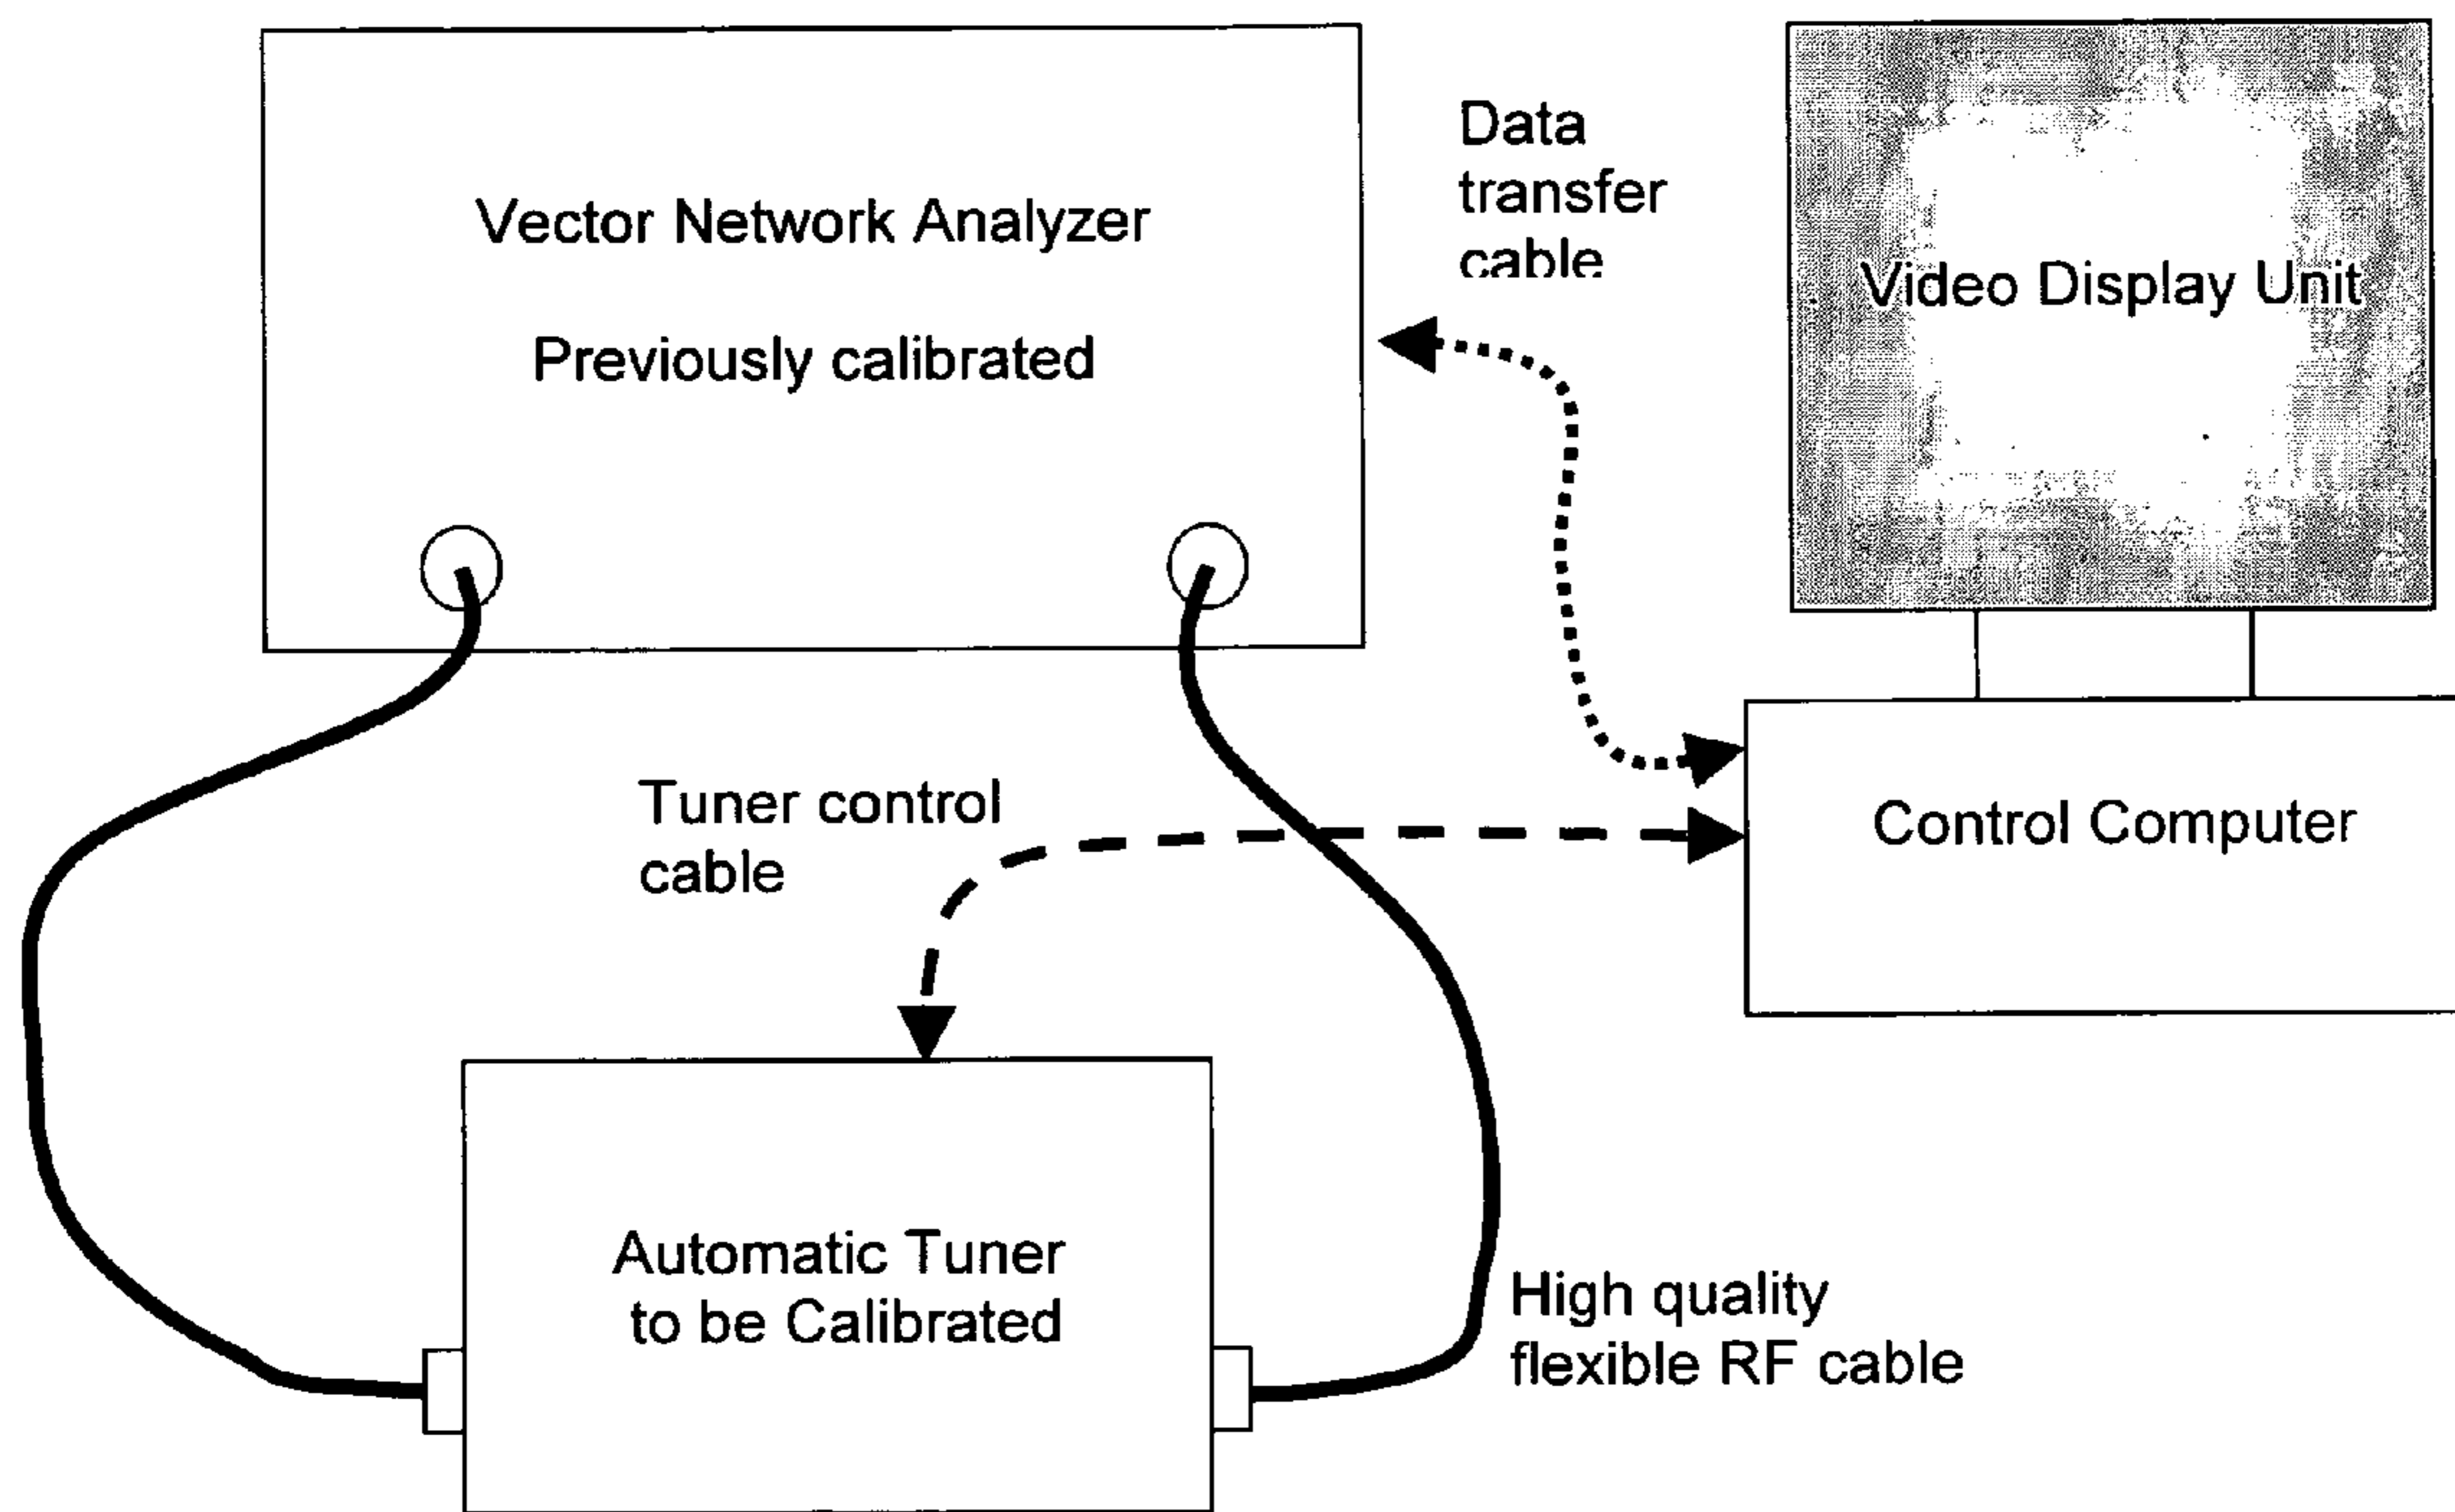 Vector Network Analyzer
Previously calibrated
Data
transfer
cable
Video Display Unit
Tuner control
cable
Control Computer
Automatic Tuner
to be Calibrated
High quality
flexible RF cable